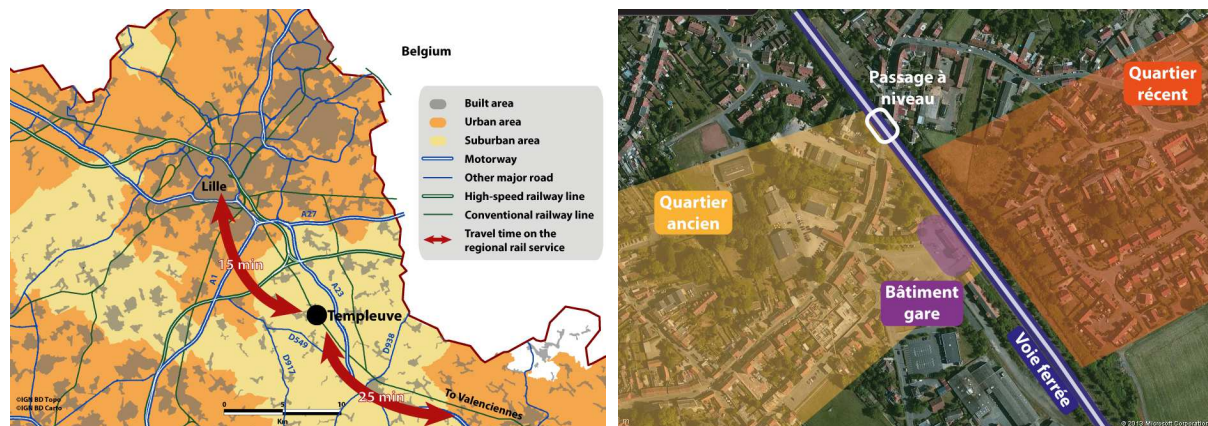 Belgium
Built area
Urban area
Suburban area
Motorway
Other major road
High-speed railway line
Conventional railway line
Travel time on the
regional rail service
Lille
A27
15 min
A1
A23
Templeuve
D549
D917
D938
25 min
To Valenciennes
©IGN BD Topo
©IGN BD Carto
0
5
10
Km
Passage à
niveau
Quartier
récent
Quartier
ancien
Bâtiment
gare
Voie ferrée
© 2013 Microsoft Corporation